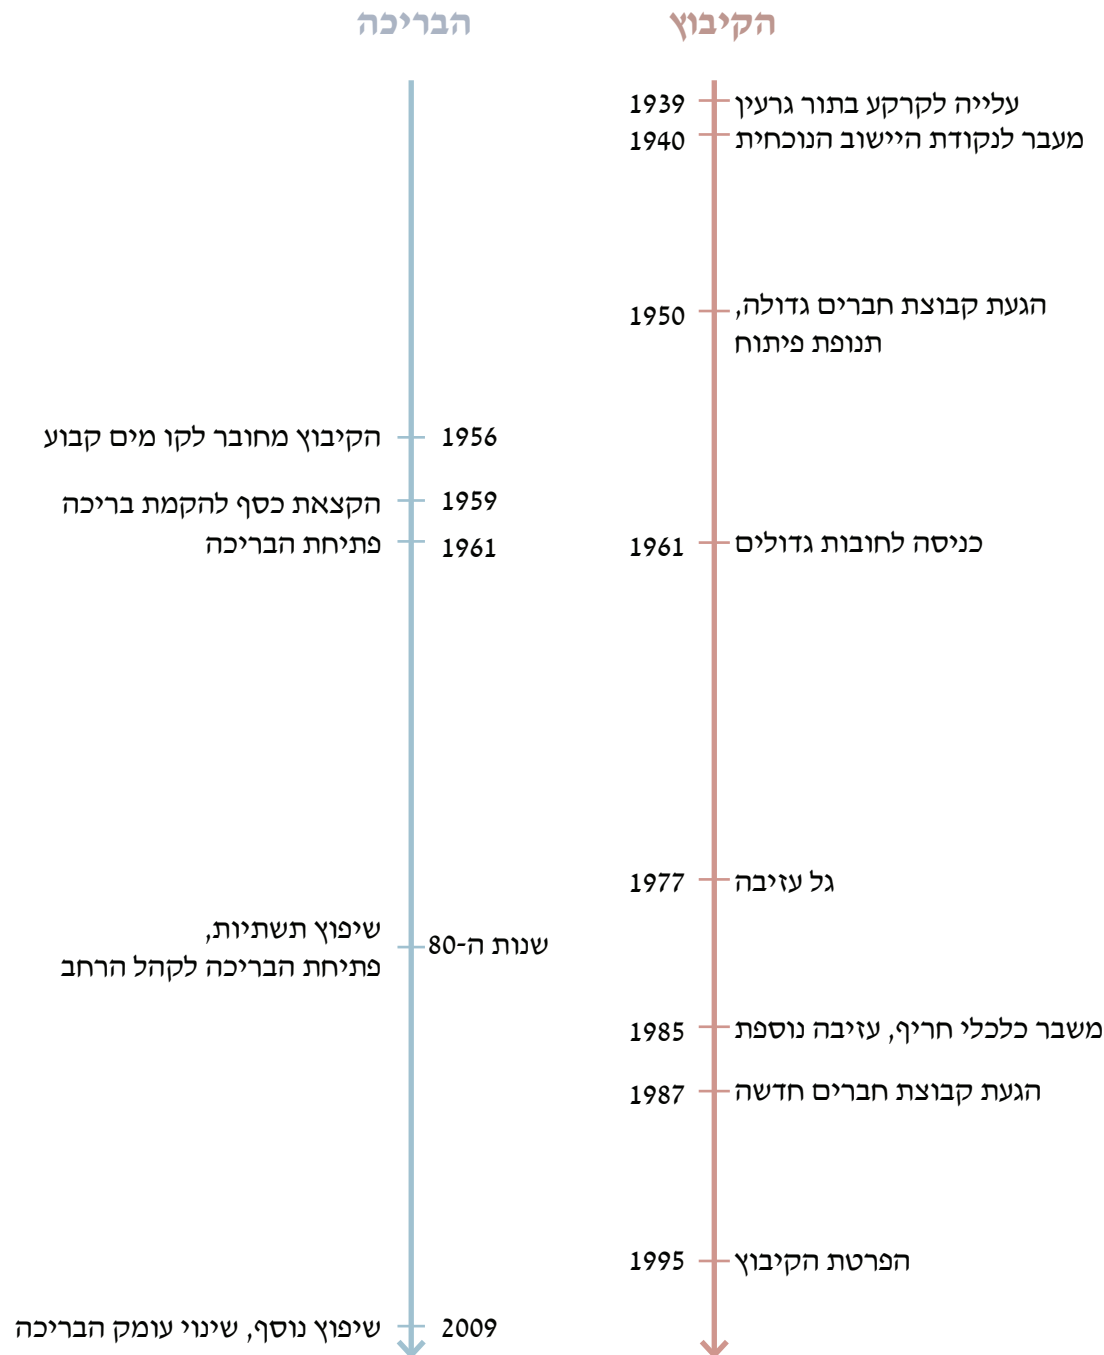 הקיבוץ
הבריכה
1939 עלייה לקרקע בתור גרעין
1940 מעבר לנקודת היישוב הנוכחית
1950 הגעת קבוצת חברים גדולה,
תנופת פיתוח
1956 הקיבוץ מחובר לקו מים קבוע
1959 הקצאת כסף להקמת בריכה
1961 פתיחת הבריכה
1961 כניסה לחובות גדולים
1977 גל עזיבה
שנות ה-80 שיפוץ תשתיות,
פתיחת הבריכה לקהל הרחב
1985 משבר כלכלי חריף, עזיבה נוספת
1987 הגעת קבוצת חברים חדשה
1995 הפרטת הקיבוץ
2009 שיפוץ נוסף, שינוי עומק הבריכה